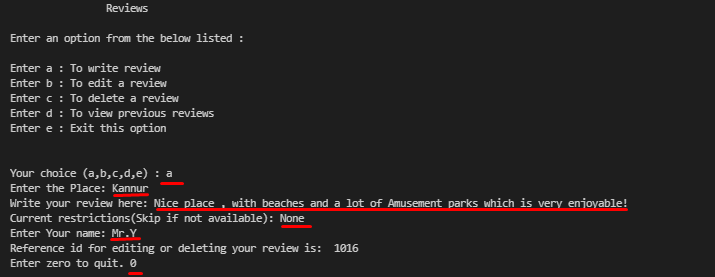 Reviews
Enter an option from the below listed :
Enter a : To write review
Enter b : To edit a review
Enter c : To delete a review
Enter d : To view previous reviews
Enter e : Exit this option
Your choice (a,b,c,d,e) : a
Enter the Place: Kannur
Write your review here: Nice place , with beaches and a lot of Amusement parks which is very enjoyable!
Current restrictions(Skip if not available): None
Enter Your name: Mr.Y
Reference id for editing or deleting your review is:  1016
Enter zero to quit. 0